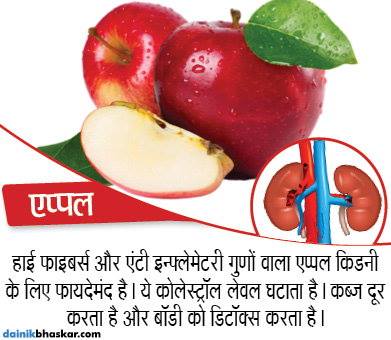 एप्पल
हाई फाइबर्स और एंटी इन्फ्लेमेटरी गुणों वाला एप्पल किडनी
के लिए फायदेमंद है। ये कोलेस्ट्रॉल लेवल घटाता है। कब्ज दूर
करता है और बॉडी को डिटॉक्स करता है।
dainikbhaskar.com